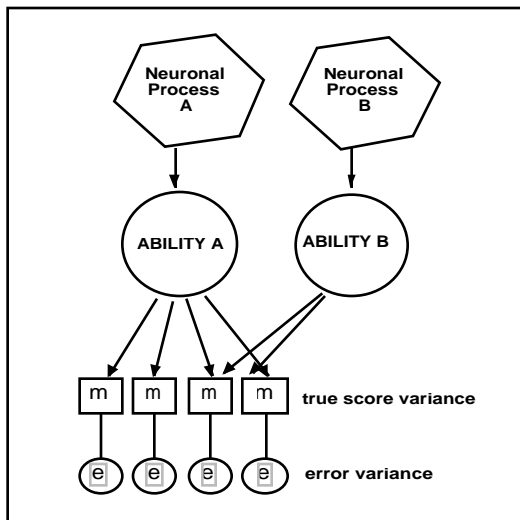 Neuronal
Process
A
Neuronal
Process
B
ABILITY A
ABILITY B
m
m
m
m
true score variance
e
e
e
e
error variance